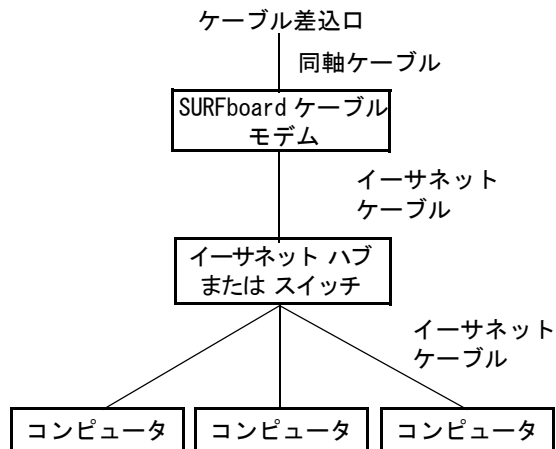 ケーブル差込口
同軸ケーブル
SURFboard ケーブル
モデム
イーサネット
ケーブル
イーサネット ハブ
または スイッチ
イーサネット
ケーブル
コンピュータ
コンピュータ
コンピュータ